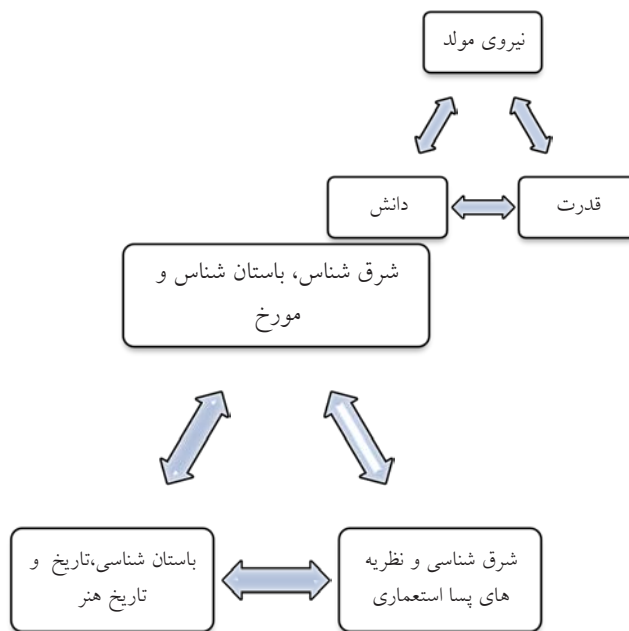 نیروی مولد
قدرت
دانش
شرق شناس، باستان شناس و
مورخ
شرق شناسی و نظریه
های پسا استعماری
باستان شناسی،تاریخ و
تاریخ هنر